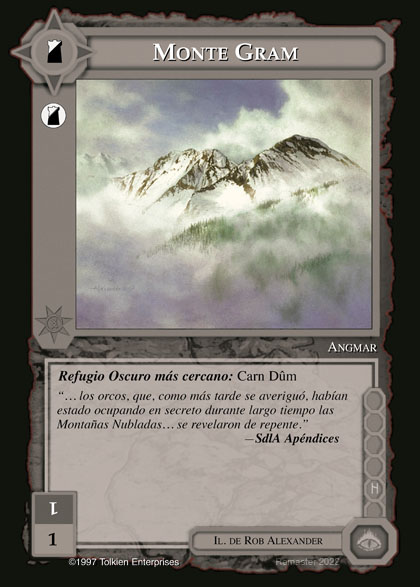 Monte Gram
Angmar
Refugio Oscuro más cercano: Carn Dûm
“… los orcos, que, como más tarde se averiguó, habían
estado ocupando en secreto durante largo tiempo las
Montañas Nubladas… se revelaron de repente.”
—SdlA Apéndices
1
1
H
Il. de Rob Alexander
©1997 Tolkien Enterprises
Remaster 2022